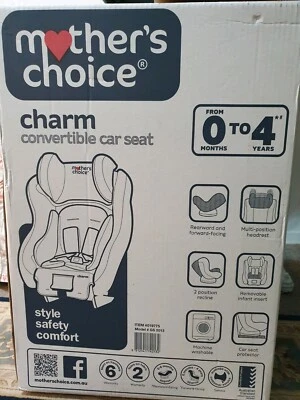 mother's
choice®
charm
convertible car seat
FROM
0 TO 4
MONTHS YEARS
mother's
choice
Rearward and
forward-facing
Multi-position
headrest
2 position
recline
Removable
infant insert
Machine
washable
Car seat
protector
style
safety
comfort
f
motherschoice.com.au
6
2